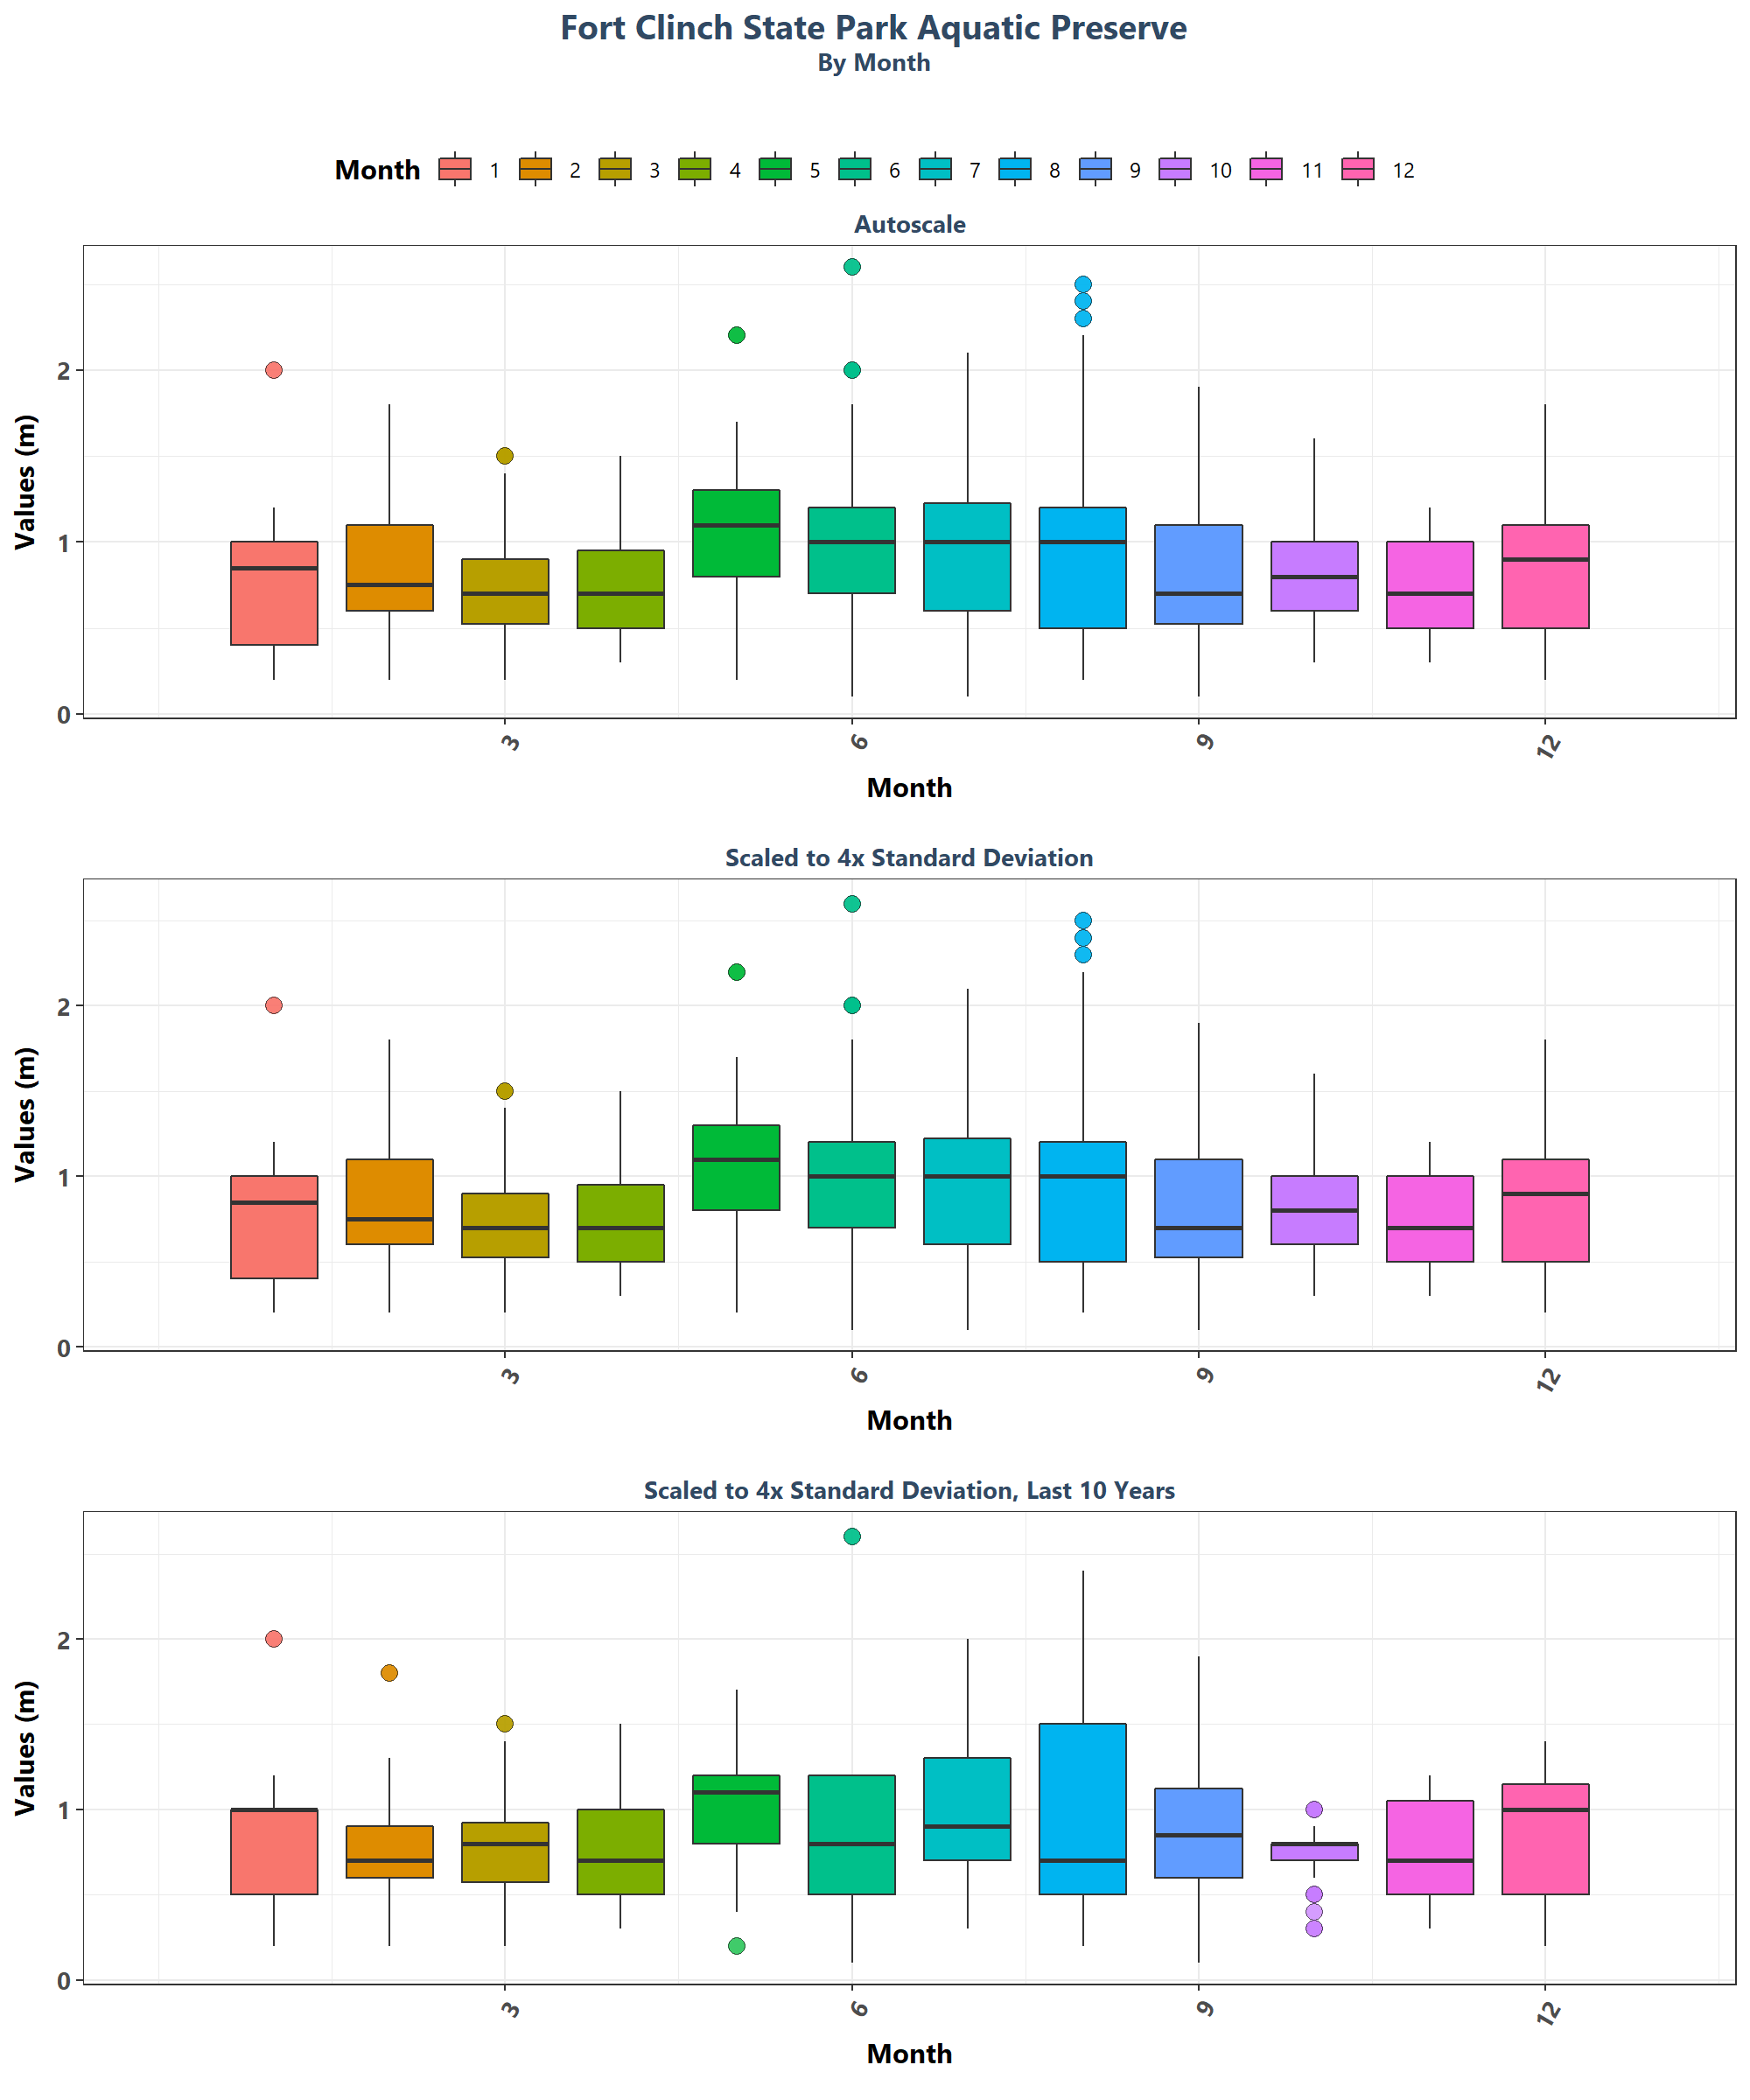 Fort Clinch State Park Aquatic Preserve
By Month
Month 1 2 3 4 5 6 7 8 9 10 11 12
Autoscale
Values (m)
2
1
0
3 6 9 12
Month
Scaled to 4x Standard Deviation
Values (m)
2
1
0
3 6 9 12
Month
Scaled to 4x Standard Deviation, Last 10 Years
Values (m)
2
1
0
3 6 9 12
Month